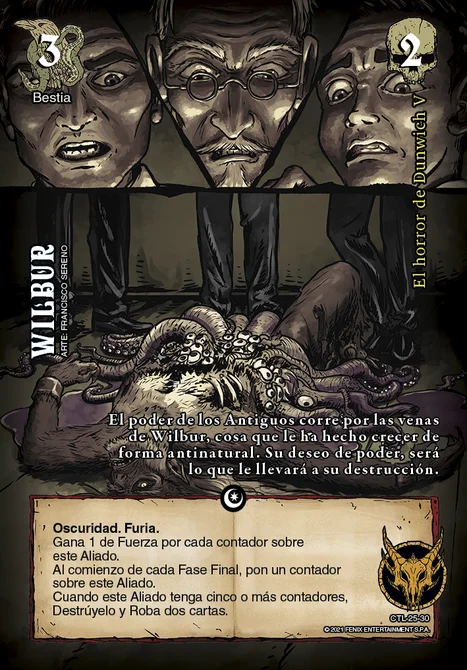 3
2
Bestia
El horror de Dunwich V
WILBUR
ARTE: FRANCISCO SERENO
El poder de los Antiguos corre por las venas
de Wilbur, cosa que le ha hecho crecer de
forma antinatural. Su deseo de poder, será
lo que le llevará a su destrucción.
Oscuridad. Furia.
Gana 1 de Fuerza por cada contador sobre
este Aliado.
Al comienzo de cada Fase Final, pon un contador
sobre este Aliado.
Cuando este Aliado tenga cinco o más contadores,
Destrúyelo y Roba dos cartas.
CTL-25-30
© 2021 FENIX ENTERTAINMENT S.P.A.